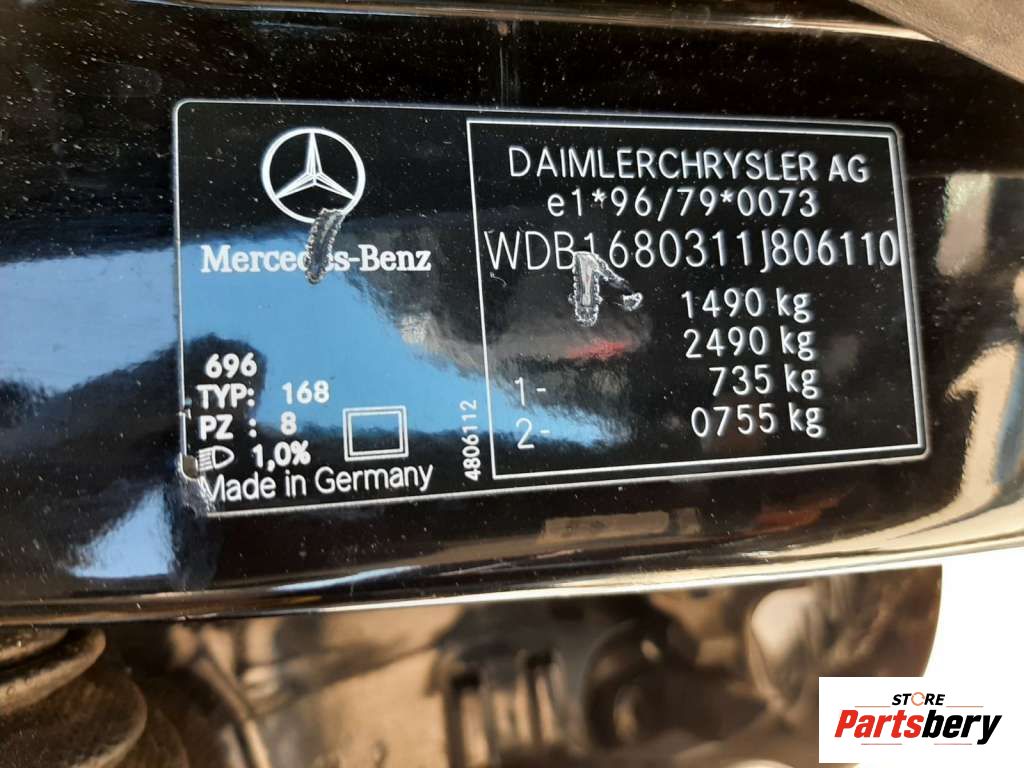 Mercedes-Benz
696
TYP: 168
PZ : 8
1,0%
Made in Germany
4806112
DAIMLERCHRYSLER AG
e1*96/79*0073
WDB1680311J806110
1490 kg
2490 kg
1- 735 kg
2- 0755 kg
STORE
Partsbery